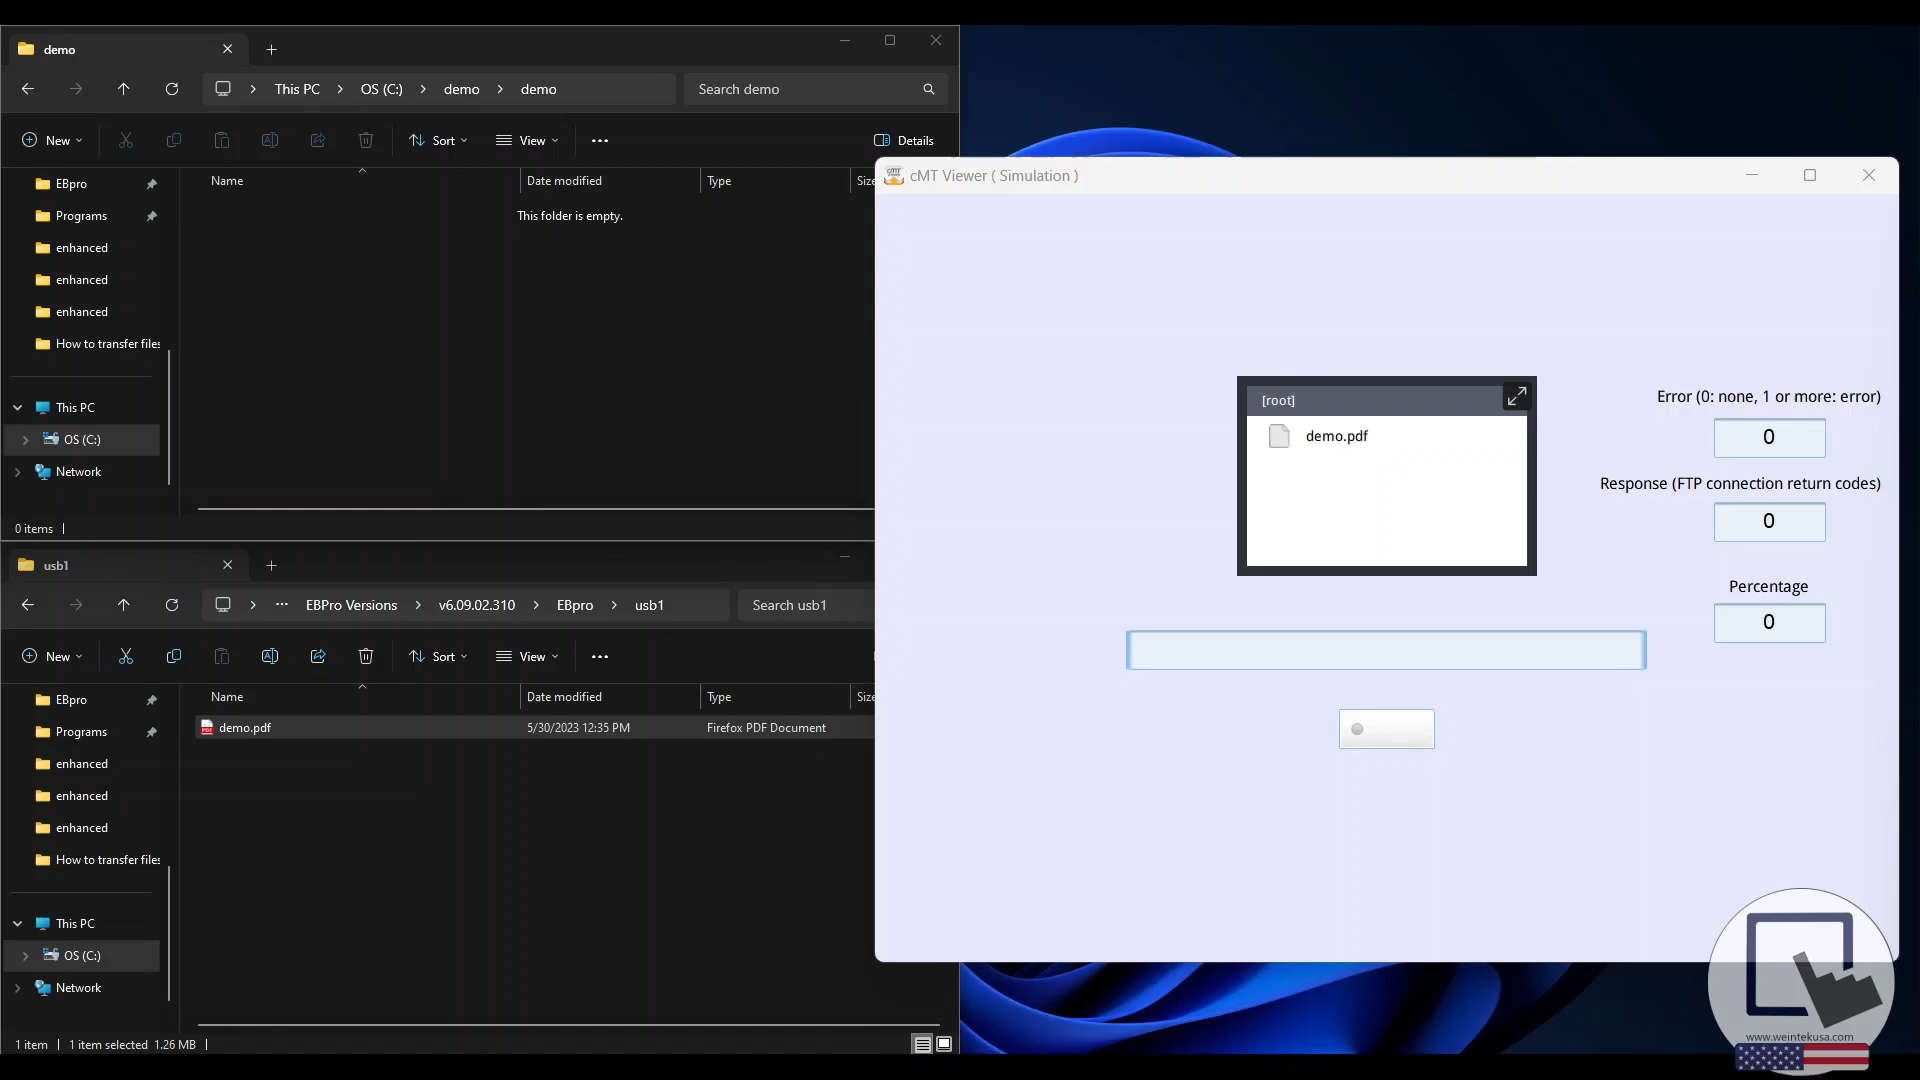 demo
This PC
OS (C:)
demo
demo
Search demo
New
Sort
View
Details
Name
Date modified
Type
Size
This folder is empty.
EBpro
Programs
enhanced
enhanced
enhanced
How to transfer files
This PC
OS (C:)
Network
0 items
usb1
EBPro Versions
v6.09.02.310
EBpro
usb1
Search usb1
New
Sort
View
Name
Date modified
Type
Size
demo.pdf
5/30/2023 12:35 PM
Firefox PDF Document
EBpro
Programs
enhanced
enhanced
enhanced
How to transfer files
This PC
OS (C:)
Network
1 item
1 item selected 1.26 MB
cMT Viewer ( Simulation )
[root]
demo.pdf
Error (0: none, 1 or more: error)
0
Response (FTP connection return codes)
0
Percentage
0
www.weintekusa.com